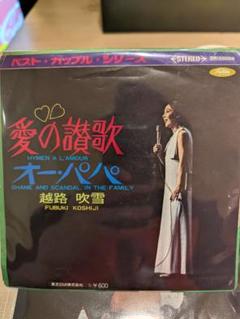 ベスト・カップル・シリーズ
STEREO
愛の讃歌
HYMEN A L'AMOUR
オー・パパ
SHAME AND SCANDAL IN THE FAMILY
越路 吹雪
FUBUKI KOSHIJI
¥600